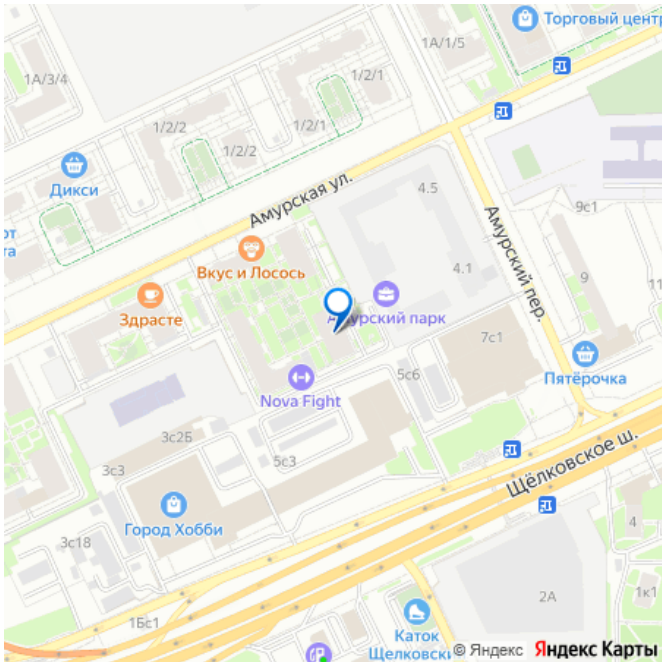 Торговый центр
1А/1/5
1А/3/4
1/2/1
1/2/2
1/2/1
1/2/2
Дикси
Амурская ул.
4.5
9с1
Амурский пер.
Вкус и Лосось
4.1
9
11
Здрасте
Амурский парк
7с1
Пятёрочка
5с6
Nova Fight
3с2Б
3с3
5с3
Щёлковское ш.
Город Хобби
3с18
4
1к1
2А
1Бс1
Каток
Щелковски
© Яндекс Яндекс Карты